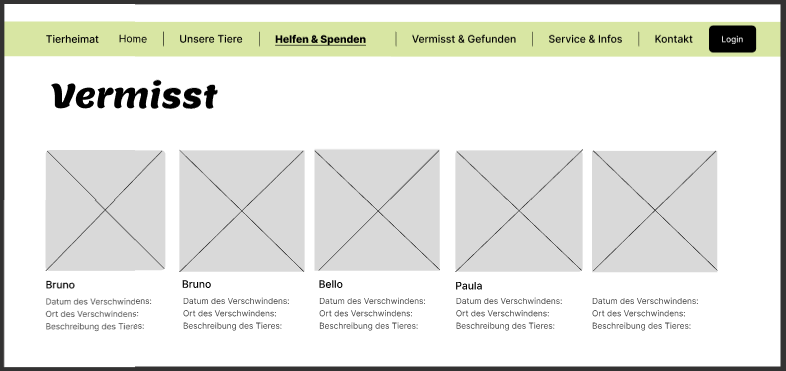 Tierheimat Home Unsere Tiere Helfen & Spenden Vermisst & Gefunden Service & Infos Kontakt Login
Vermisst
Bruno
Datum des Verschwindens:
Ort des Verschwindens:
Beschreibung des Tieres:
Bruno
Datum des Verschwindens:
Ort des Verschwindens:
Beschreibung des Tieres:
Bello
Datum des Verschwindens:
Ort des Verschwindens:
Beschreibung des Tieres:
Paula
Datum des Verschwindens:
Ort des Verschwindens:
Beschreibung des Tieres:
Datum des Verschwindens:
Ort des Verschwindens:
Beschreibung des Tieres: